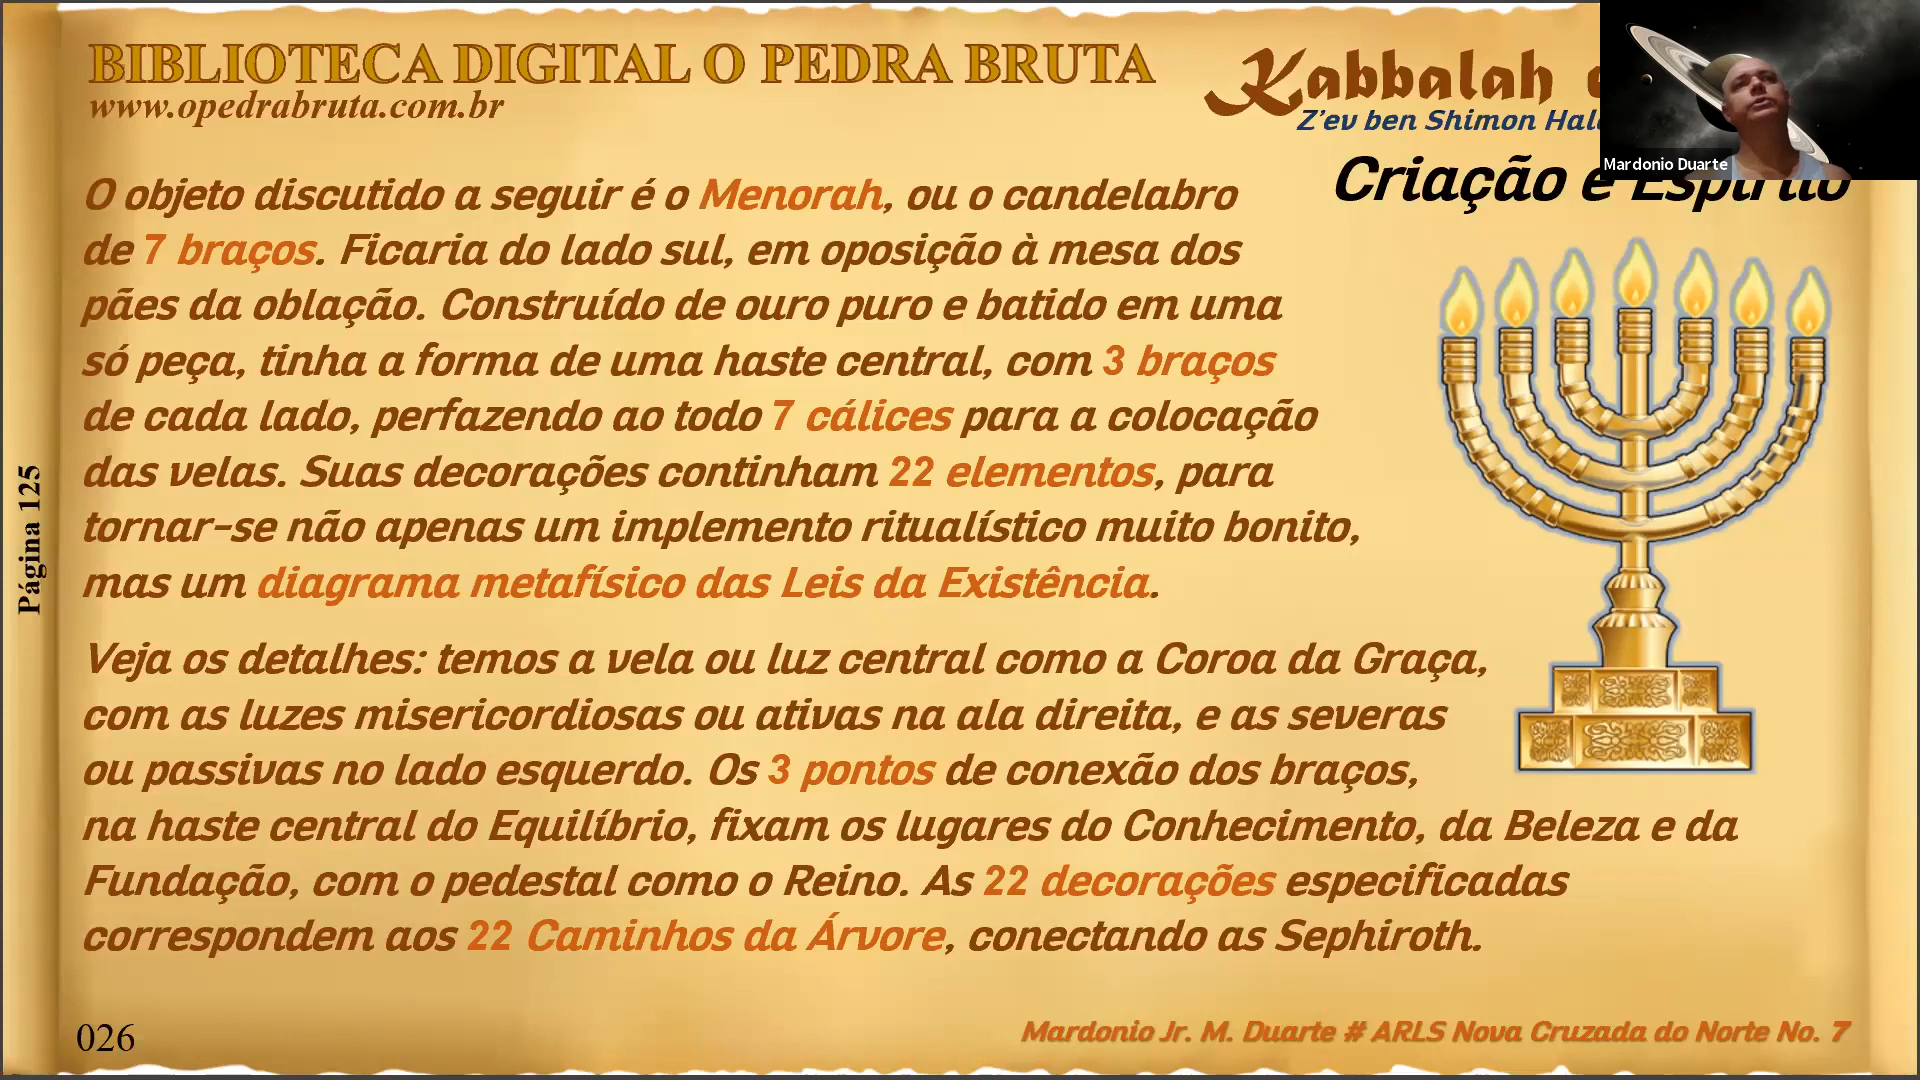 BIBLIOTECA DIGITAL O PEDRA BRUTA
www.opedrabruta.com.br
Kabbalah
Z’ev ben Shimon
Mardonio Duarte
Criação e Espírito
O objeto discutido a seguir é o Menorah, ou o candelabro
de 7 braços. Ficaria do lado sul, em oposição à mesa dos
pães da oblação. Construído de ouro puro e batido em uma
só peça, tinha a forma de uma haste central, com 3 braços
de cada lado, perfazendo ao todo 7 cálices para a colocação
das velas. Suas decorações continham 22 elementos, para
tornar-se não apenas um implemento ritualístico muito bonito,
mas um diagrama metafísico das Leis da Existência.
Veja os detalhes: temos a vela ou luz central como a Coroa da Graça,
com as luzes misericordiosas ou ativas na ala direita, e as severas
ou passivas no lado esquerdo. Os 3 pontos de conexão dos braços,
na haste central do Equilíbrio, fixam os lugares do Conhecimento, da Beleza e da
Fundação, com o pedestal como o Reino. As 22 decorações especificadas
correspondem aos 22 Caminhos da Árvore, conectando as Sephiroth.
Página 125
026
Mardonio Jr. M. Duarte # ARLS Nova Cruzada do Norte No. 7